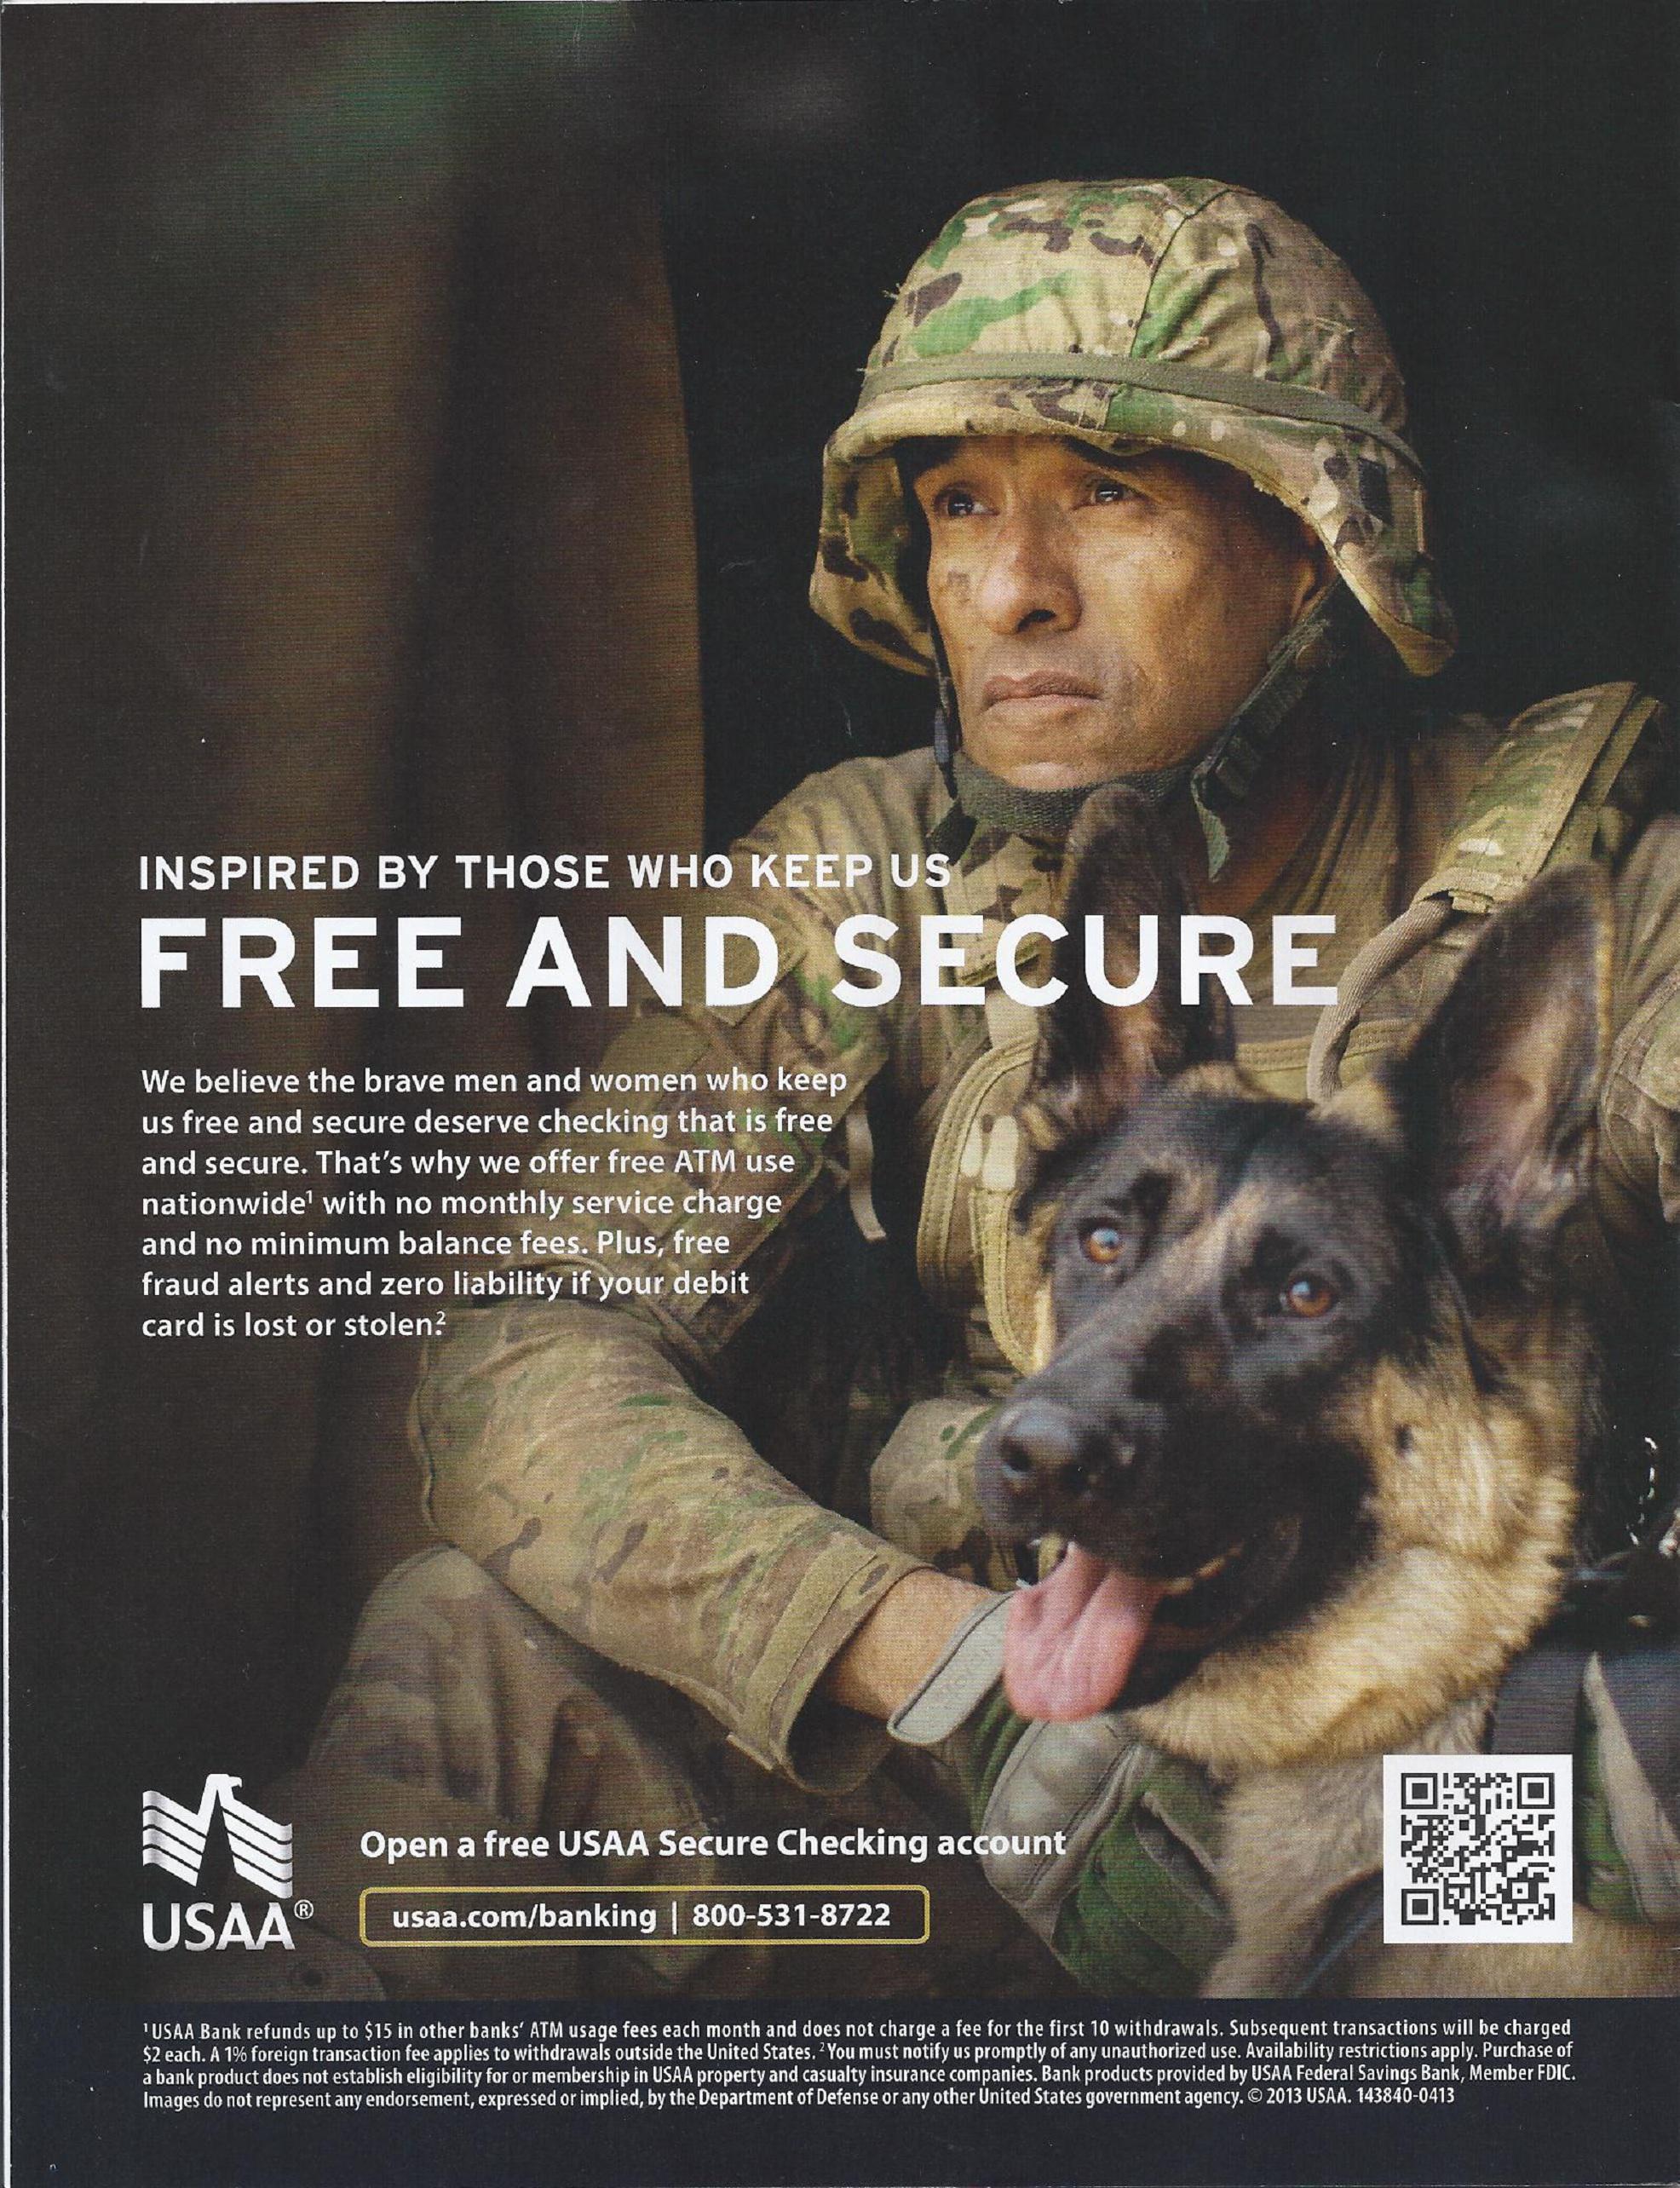 INSPIRED BY THOSE WHO KEEP US
FREE AND SECURE
We believe the brave men and women who keep
us free and secure deserve checking that is free
and secure. That's why we offer free ATM use
nationwide¹ with no monthly service charge
and no minimum balance fees. Plus, free
fraud alerts and zero liability if your debit
card is lost or stolen.²
USAA®
Open a free USAA Secure Checking account
usaa.com/banking | 800-531-8722
¹ USAA Bank refunds up to $15 in other banks' ATM usage fees each month and does not charge a fee for the first 10 withdrawals. Subsequent transactions will be charged
$2 each. A 1% foreign transaction fee applies to withdrawals outside the United States. ² You must notify us promptly of any unauthorized use. Availability restrictions apply. Purchase of
a bank product does not establish eligibility for or membership in USAA property and casualty insurance companies. Bank products provided by USAA Federal Savings Bank, Member FDIC.
Images do not represent any endorsement, expressed or implied, by the Department of Defense or any other United States government agency. © 2013 USAA. 143840-0413